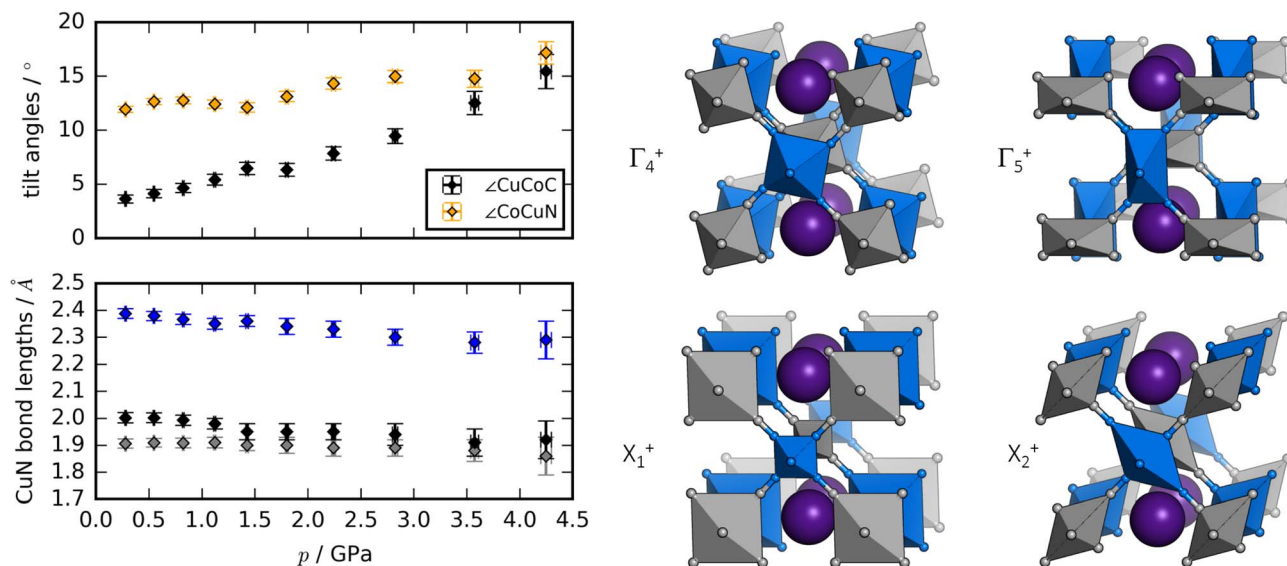 tilt angles / °
20
15
10
5
0
∠CuCoC
∠CoCuN
CuN bond lengths / Å
2.4
2.3
2.2
2.1
2.0
1.9
1.8
1.7
0.0 0.5 1.0 1.5 2.0 2.5 3.0 3.5 4.0 4.5
p / GPa
Γ₄⁺
Γ₅⁺
X₁⁺
X₂⁺